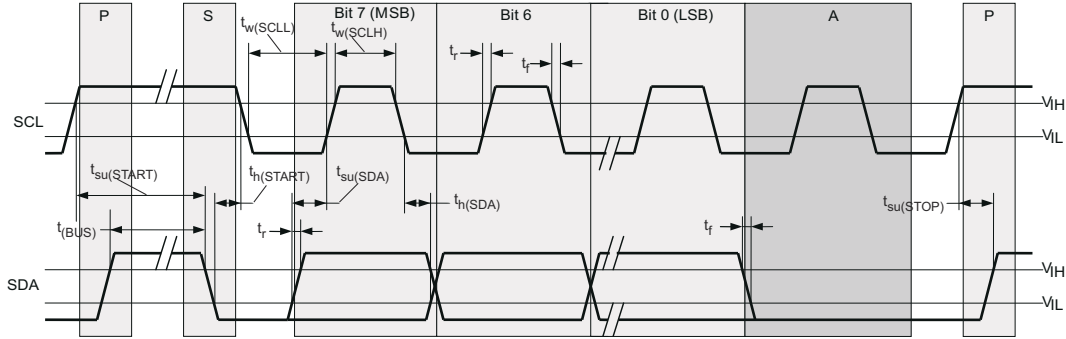 P
S
Bit 7 (MSB)
Bit 6
Bit 0 (LSB)
A
P
tw(SCLL)
tw(SCLH)
tr
tf
SCL
VIH
VIL
tsu(START)
th(START)
tsu(SDA)
th(SDA)
tsu(STOP)
t(BUS)
tr
tf
SDA
VIH
VIL